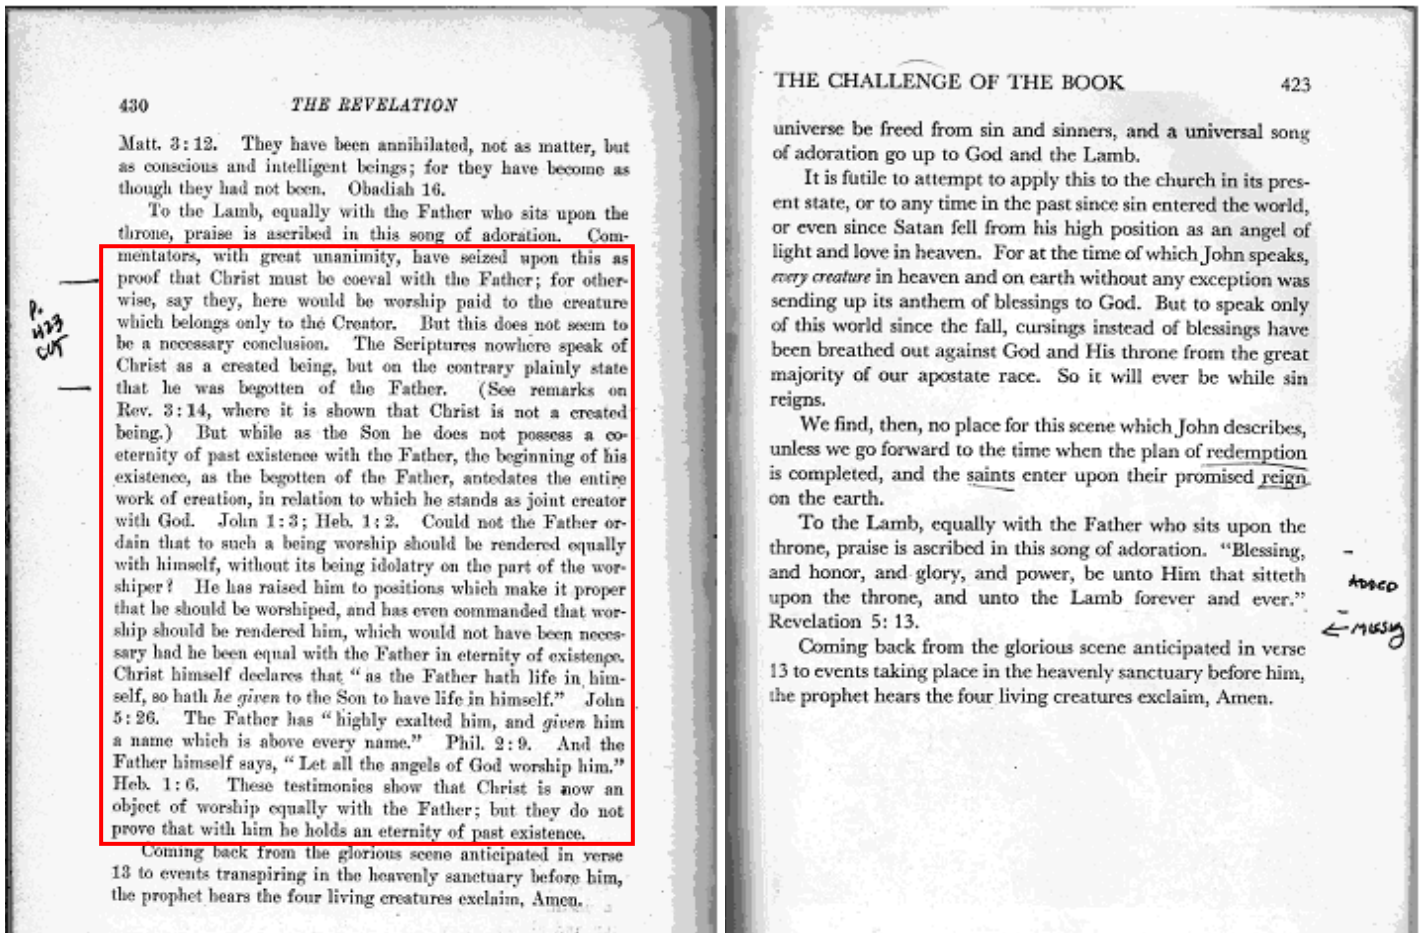 430 THE REVELATION
Matt. 3:12. They have been annihilated, not as matter, but
as conscious and intelligent beings; for they have become as
though they had not been. Obadiah 16.
To the Lamb, equally with the Father who sits upon the
throne, praise is ascribed in this song of adoration. Com-
mentators, with great unanimity, have seized upon this as
proof that Christ must be coeval with the Father; for other-
wise, say they, here would be worship paid to the creature
which belongs only to the Creator. But this does not seem to
be a necessary conclusion. The Scriptures nowhere speak of
Christ as a created being, but on the contrary plainly state
that he was begotten of the Father. (See remarks on
Rev. 3:14, where it is shown that Christ is not a created
being.) But while as the Son he does not possess a co-
eternity of past existence with the Father, the beginning of his
existence, as the begotten of the Father, antedates the entire
work of creation, in relation to which he stands as joint creator
with God. John 1:3; Heb. 1:2. Could not the Father or-
dain that to such a being worship should be rendered equally
with himself, without its being idolatry on the part of the wor-
shiper? He has raised him to positions which make it proper
that he should be worshiped, and has even commanded that wor-
ship should be rendered him, which would not have been neces-
sary had he been equal with the Father in eternity of existence.
Christ himself declares that "as the Father hath life in him-
self, so hath he given to the Son to have life in himself." John
5:26. The Father has "highly exalted him, and given him
a name which is above every name." Phil. 2:9. And the
Father himself says, "Let all the angels of God worship him."
Heb. 1:6. These testimonies show that Christ is now an
object of worship equally with the Father; but they do not
prove that with him he holds an eternity of past existence.
Coming back from the glorious scene anticipated in verse
13 to events transpiring in the heavenly sanctuary before him,
the prophet hears the four living creatures exclaim, Amen.
P.
423
CUT
THE CHALLENGE OF THE BOOK 423
universe be freed from sin and sinners, and a universal song
of adoration go up to God and the Lamb.
It is futile to attempt to apply this to the church in its pres-
ent state, or to any time in the past since sin entered the world,
or even since Satan fell from his high position as an angel of
light and love in heaven. For at the time of which John speaks,
every creature in heaven and on earth without any exception was
sending up its anthem of blessings to God. But to speak only
of this world since the fall, cursings instead of blessings have
been breathed out against God and His throne from the great
majority of our apostate race. So it will ever be while sin
reigns.
We find, then, no place for this scene which John describes,
unless we go forward to the time when the plan of redemption
is completed, and the saints enter upon their promised reign
on the earth.
To the Lamb, equally with the Father who sits upon the
throne, praise is ascribed in this song of adoration. "Blessing,
and honor, and glory, and power, be unto Him that sitteth
upon the throne, and unto the Lamb forever and ever."
Revelation 5: 13.
Coming back from the glorious scene anticipated in verse
13 to events taking place in the heavenly sanctuary before him,
the prophet hears the four living creatures exclaim, Amen.
ADDED
← MISSING